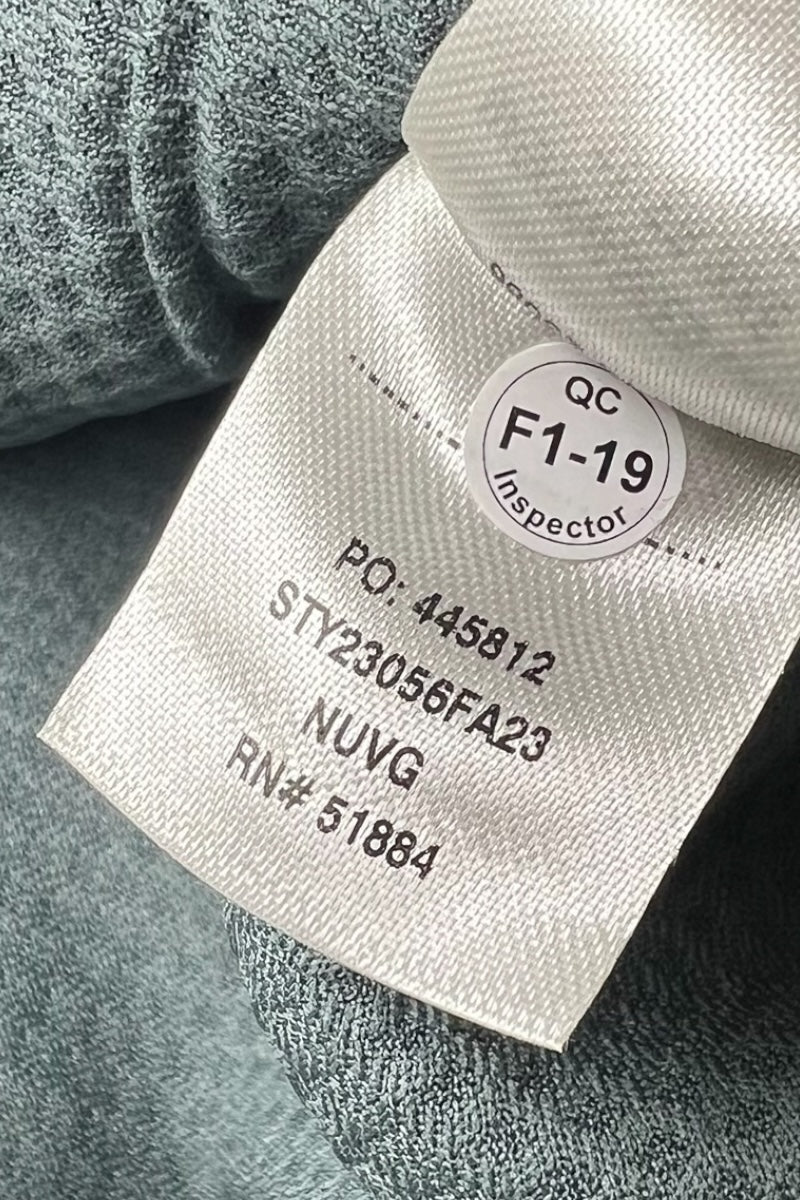 QC
F1-19
Inspector
PO: 445812
STY23056FA23
NUVG
RN# 51884